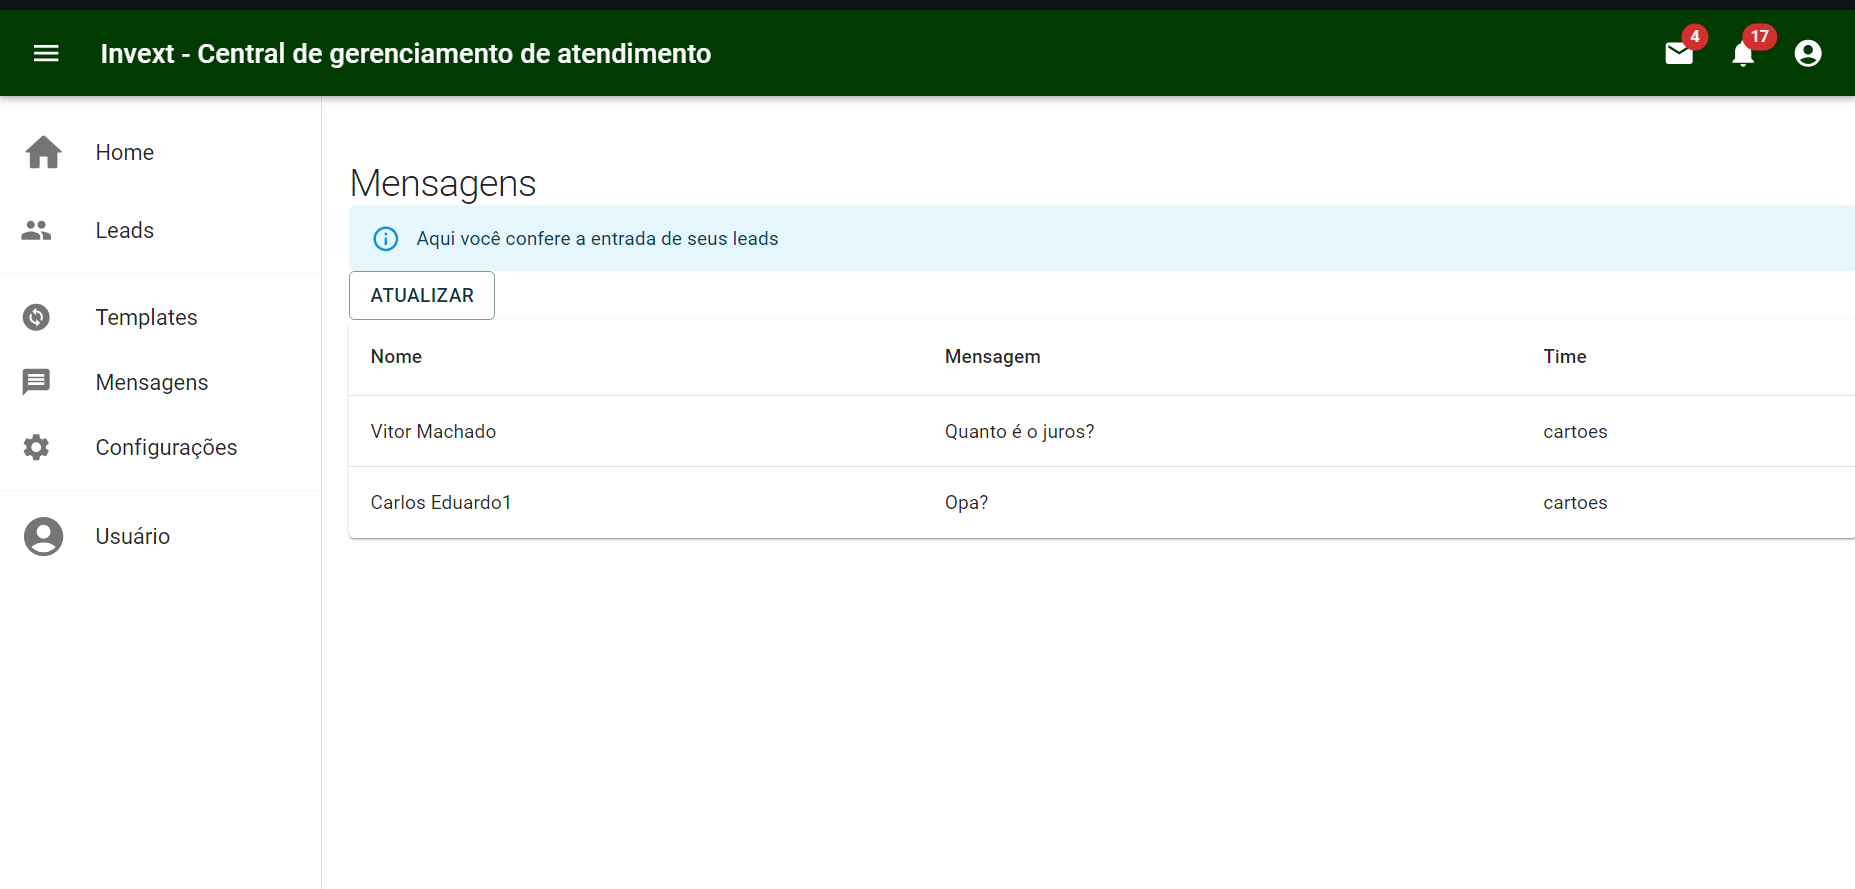 Invext - Central de gerenciamento de atendimento
4
17
Home
Leads
Templates
Mensagens
Configurações
Usuário
Mensagens
Aqui você confere a entrada de seus leads
ATUALIZAR
Nome Mensagem Time
Vitor Machado Quanto é o juros? cartoes
Carlos Eduardo1 Opa? cartoes